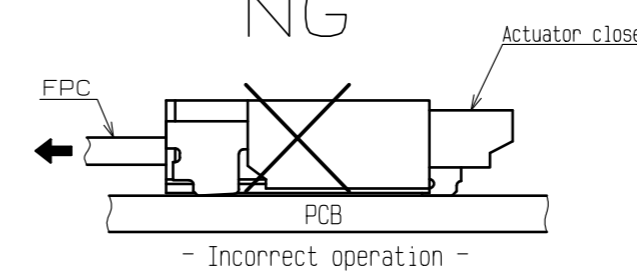 NG
Actuator close
FPC
PCB
- Incorrect operation -